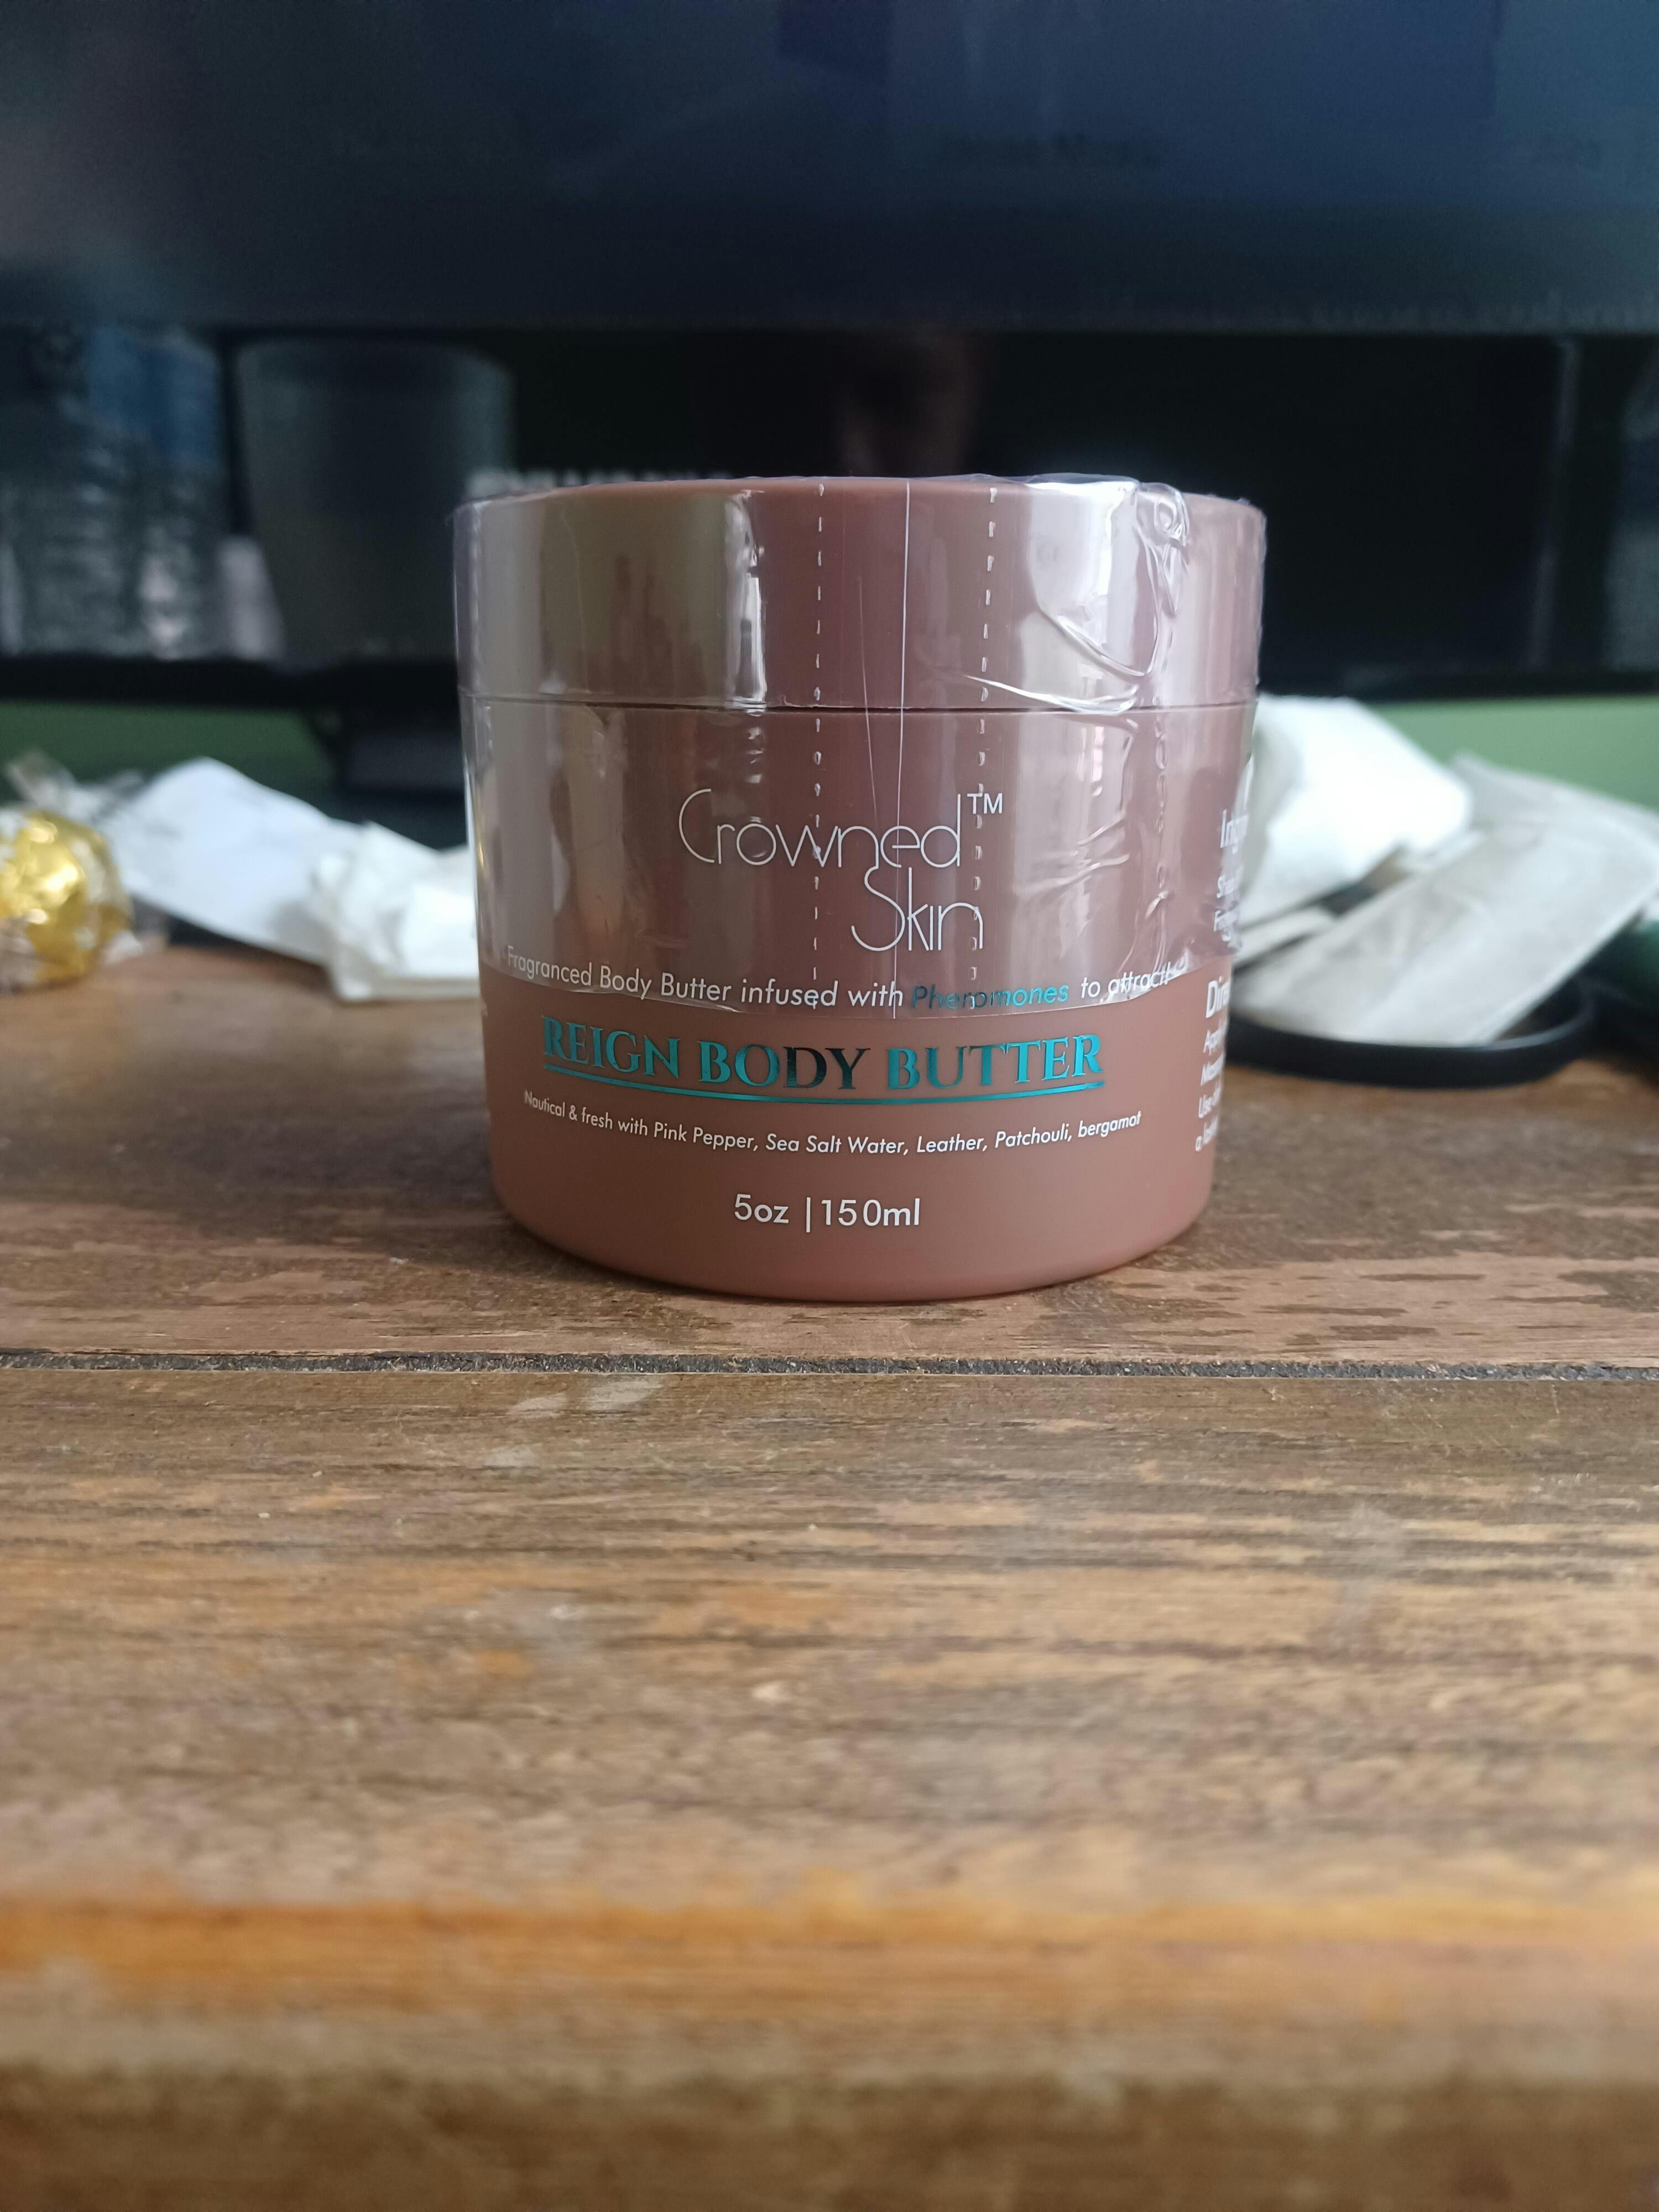 Crowned™
Skin
Fragranced Body Butter infused with Pheromones to attract!
REIGN BODY BUTTER
Nautical & fresh with Pink Pepper, Sea Salt Water, Leather, Patchouli, bergamot
5oz |150ml